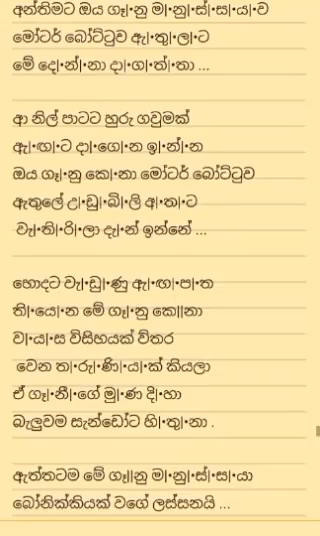 අන්තිමට ඔය ගෑ|•නු ම|•නු|•ස්|•ස|•ය|•ව
මෝටර් බෝට්ටුව ඇ|•තු|•ල|•ට
මේ දෙ|•න්|•නා දා|•ග|•ත්|•තා ...
ආ නිල් පාටට හුරු ගවුමක්
ඇ|•ඟ|•ට දා|•ගෙ|•න ඉ|•න්|•න
ඔය ගෑ|•නු කෙ|•නා මෝටර් බෝට්ටුව
ඇතුලේ උ|•ඩු|•බි|•ලි අ|•ත|•ට
වැ|•ති|•රි|•ලා දැ|•න් ඉන්නේ ...
හොදට වැ|•ඩු|•ණු ඇ|•ඟ|•ප|•ත
ති|•යෙ|•න මේ ගෑ|•නු කෙ||නා
ව|•ය|•ස විසිහයක් විතර
වෙන ත|•රු|•ණි|•ය|•ක් කියලා
ඒ ගෑ|•නී|•ගේ මු|•ණ දි|•හා
බැලුවම සැන්ඩෝට හි|•තු|•නා .
ඇත්තටම මේ ගෑ||නු ම|•නු|•ස්|•ස|•යා
බෝනික්කියක් වගේ ලස්සනයි ...